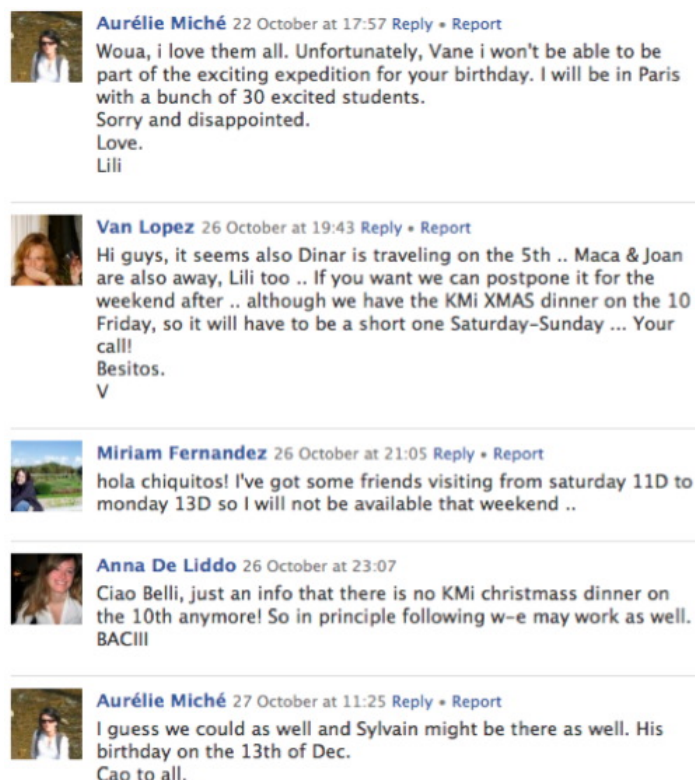 Aurélie Miché 22 October at 17:57 Reply • Report
Woua, i love them all. Unfortunately, Vane i won't be able to be
part of the exciting expedition for your birthday. I will be in Paris
with a bunch of 30 excited students.
Sorry and disappointed.
Love.
Lili
Van Lopez 26 October at 19:43 Reply • Report
Hi guys, it seems also Dinar is traveling on the 5th .. Maca & Joan
are also away, Lili too .. If you want we can postpone it for the
weekend after .. although we have the KMi XMAS dinner on the 10
Friday, so it will have to be a short one Saturday-Sunday ... Your
call!
Besitos.
V
Miriam Fernandez 26 October at 21:05 Reply • Report
hola chiquitos! I've got some friends visiting from saturday 11D to
monday 13D so I will not be available that weekend ..
Anna De Liddo 26 October at 23:07
Ciao Belli, just an info that there is no KMi christmass dinner on
the 10th anymore! So in principle following w-e may work as well.
BACIII
Aurélie Miché 27 October at 11:25 Reply • Report
I guess we could as well and Sylvain might be there as well. His
birthday on the 13th of Dec.
Cao to all.